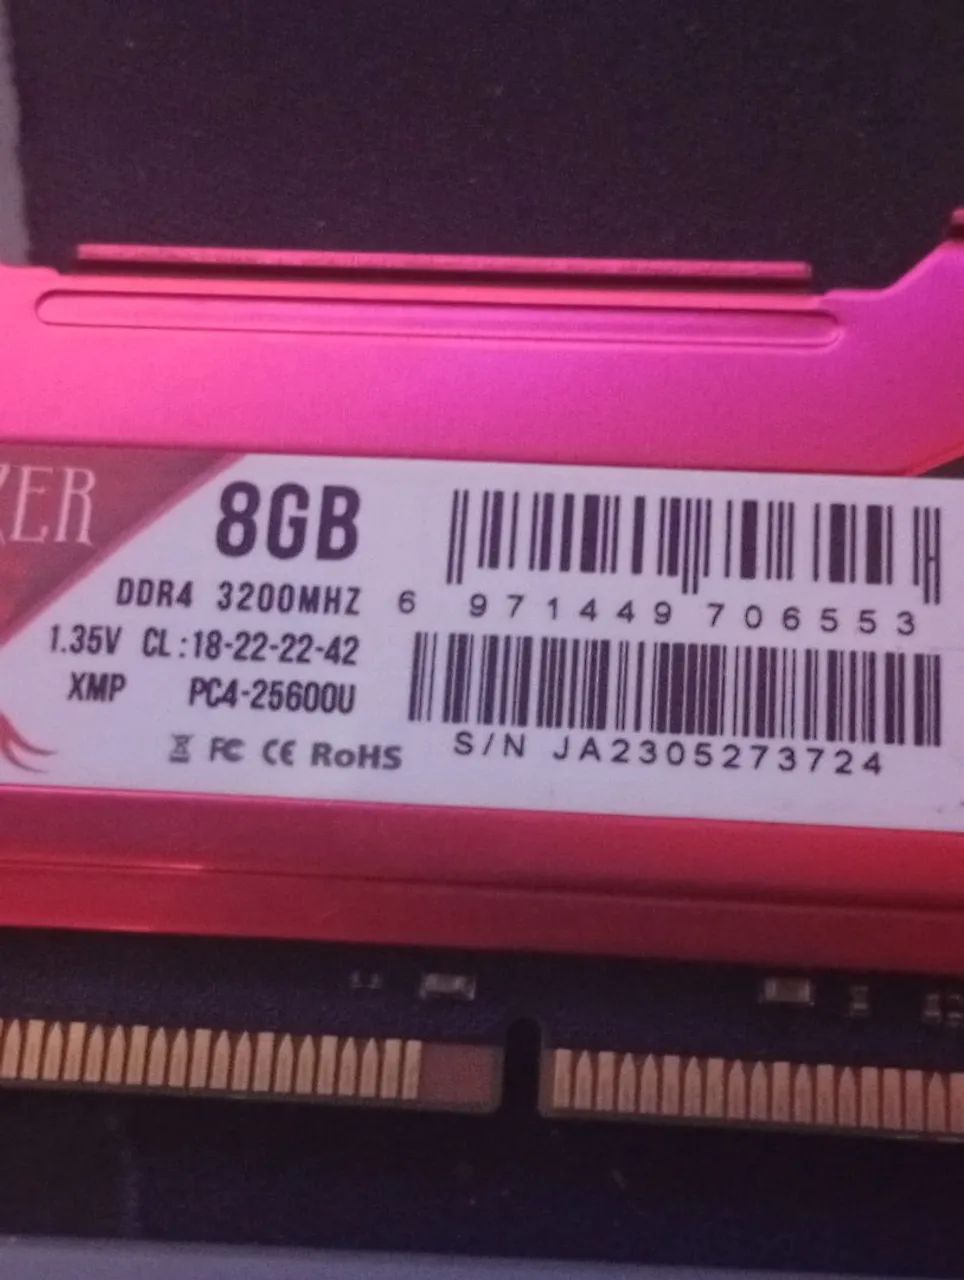 ZER
8GB
DDR4 3200MHZ
1.35V CL:18-22-22-42
XMP PC4-25600U
FC CE RoHS
6 971449 706553
S/N JA2305273724